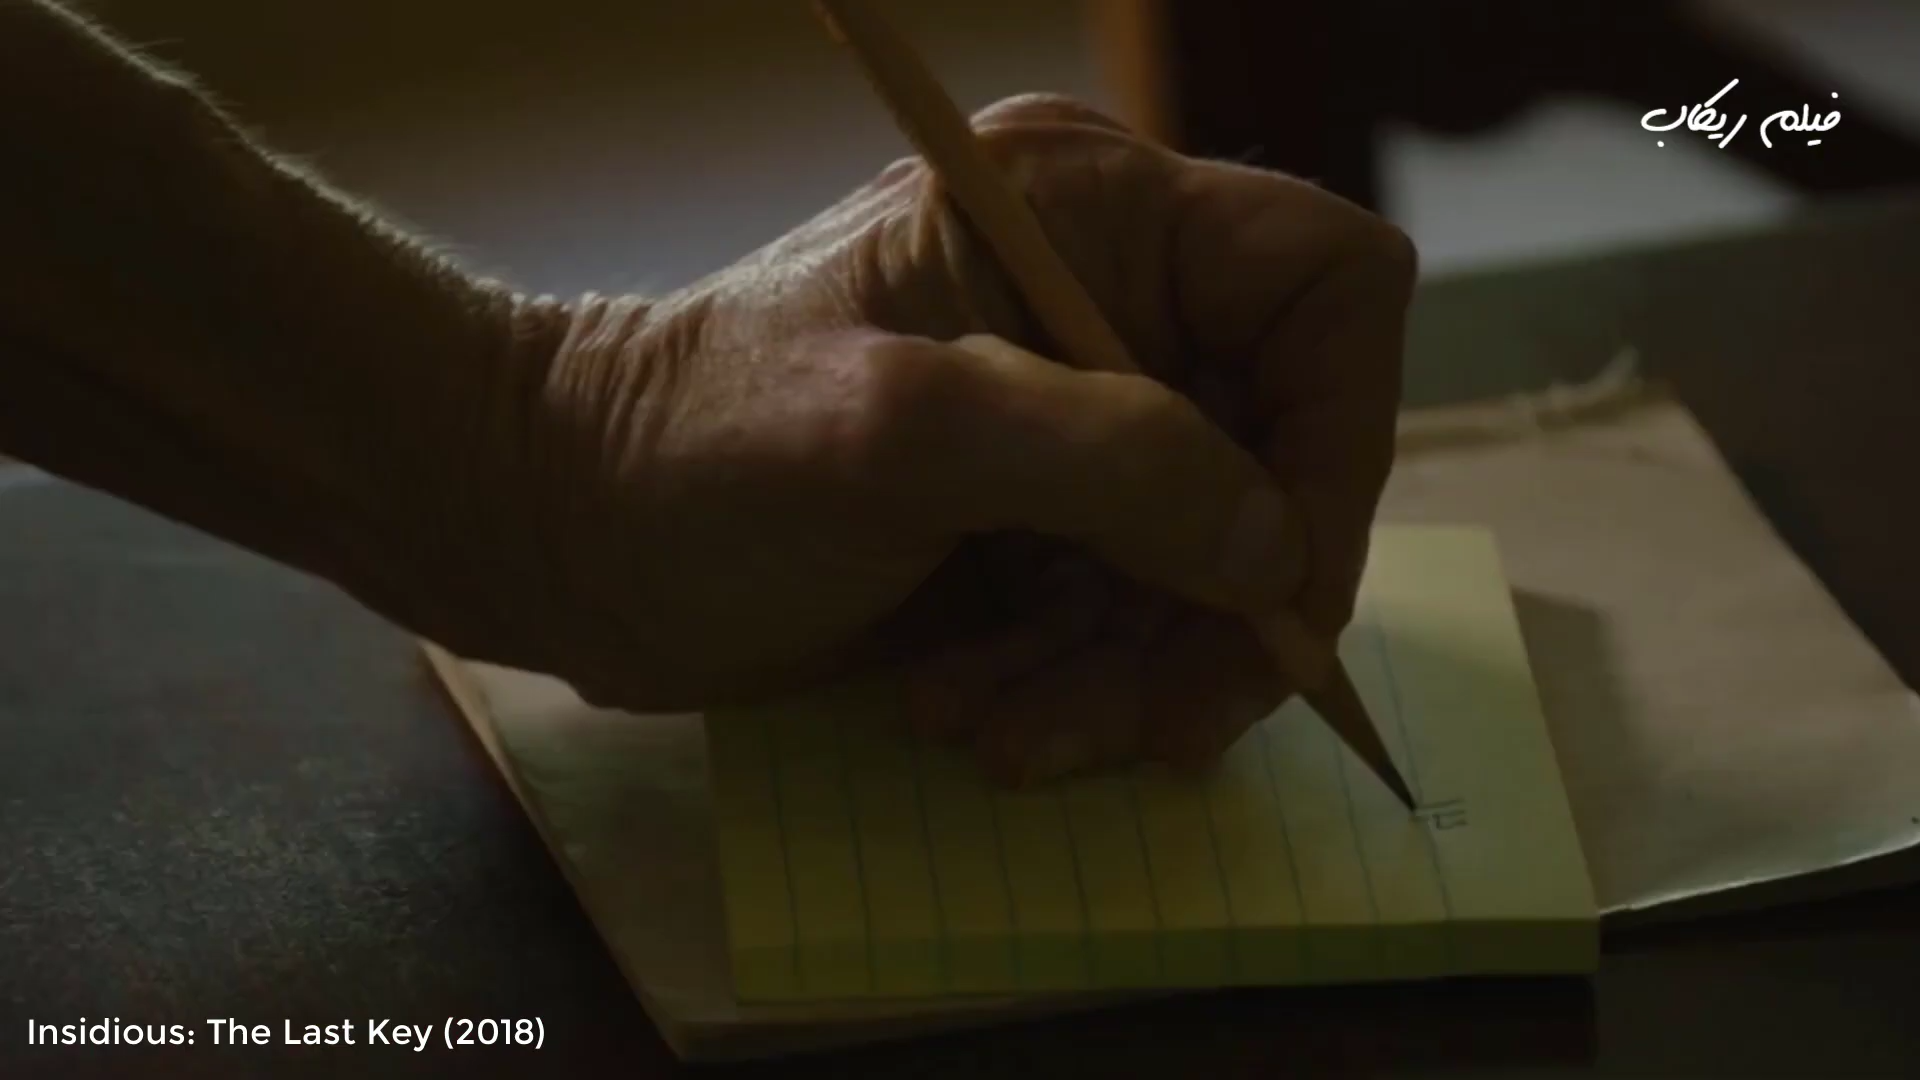 فیلم ریکاپ
Insidious: The Last Key (2018)